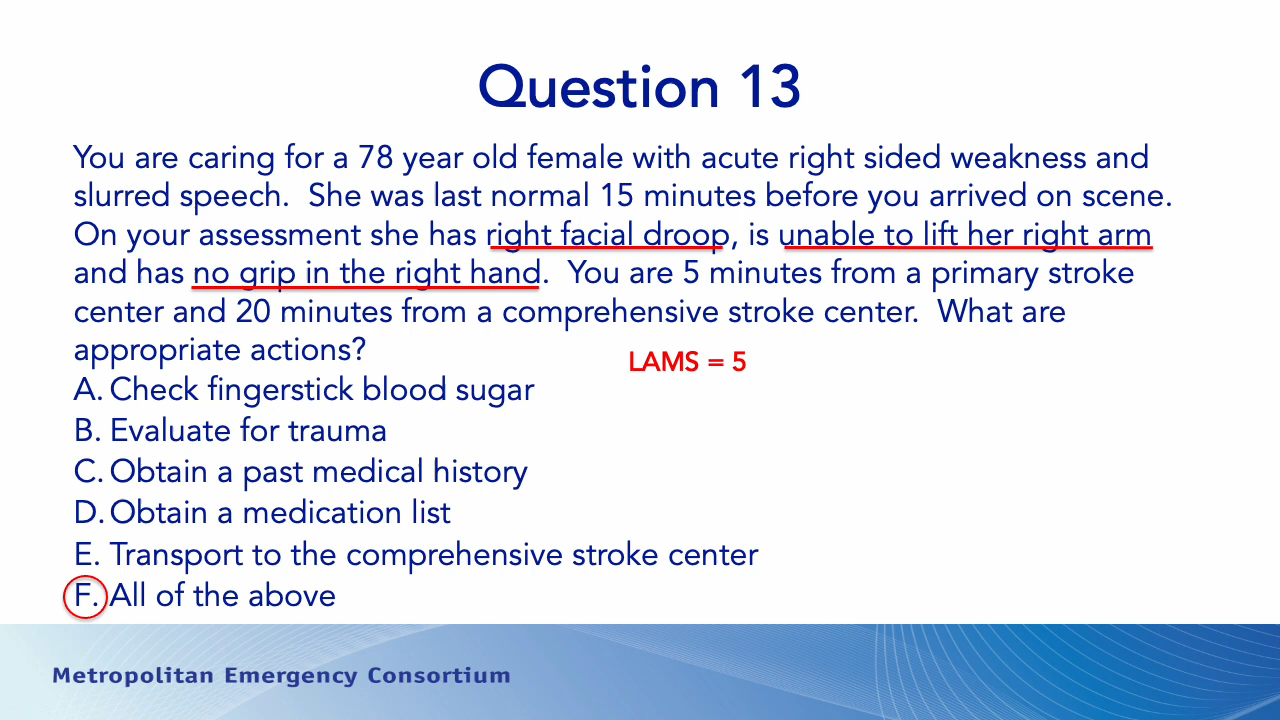 Question 13
You are caring for a 78 year old female with acute right sided weakness and
slurred speech.  She was last normal 15 minutes before you arrived on scene.
On your assessment she has right facial droop, is unable to lift her right arm
and has no grip in the right hand.  You are 5 minutes from a primary stroke
center and 20 minutes from a comprehensive stroke center.  What are
appropriate actions?
LAMS = 5
A. Check fingerstick blood sugar
B. Evaluate for trauma
C. Obtain a past medical history
D. Obtain a medication list
E. Transport to the comprehensive stroke center
F. All of the above
Metropolitan Emergency Consortium